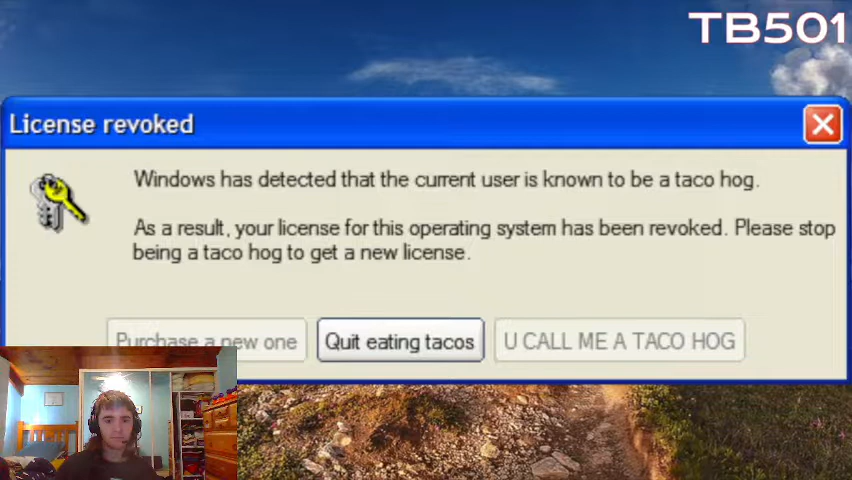 TB501
License revoked
Windows has detected that the current user is known to be a taco hog.
As a result, your license for this operating system has been revoked. Please stop
being a taco hog to get a new license.
Purchase a new one
Quit eating tacos
U CALL ME A TACO HOG